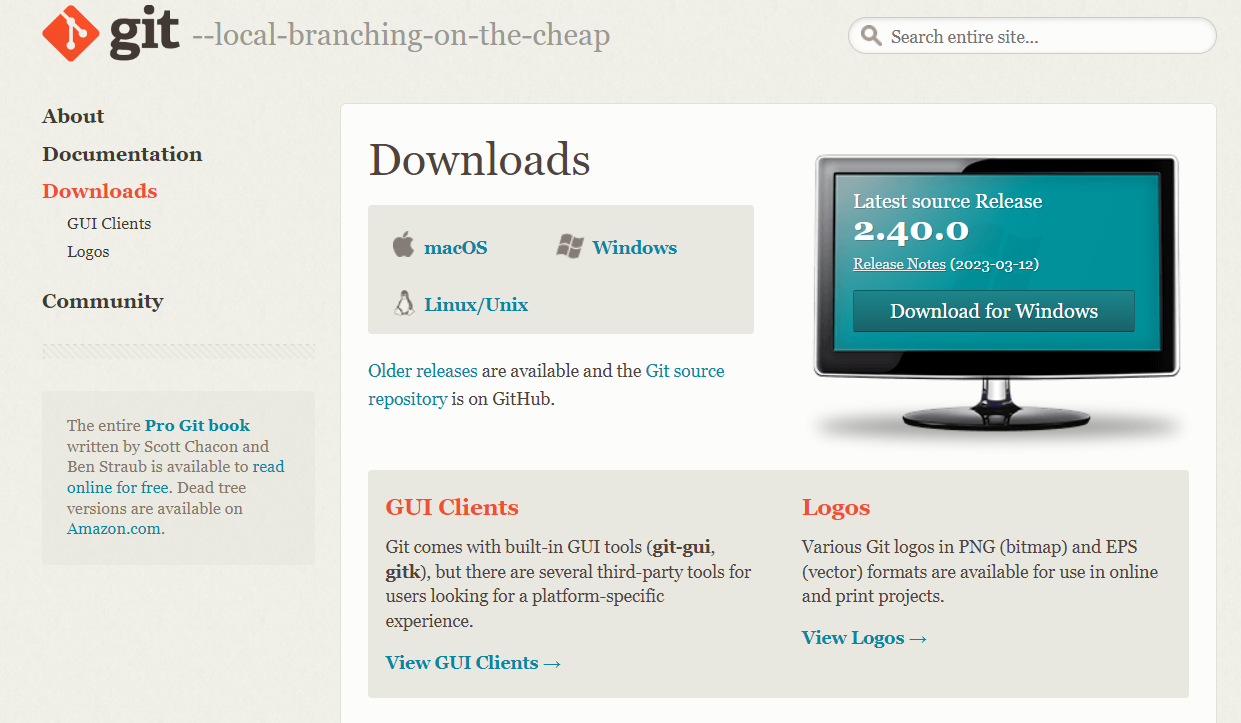 git --local-branching-on-the-cheap
Search entire site...
About
Documentation
Downloads
GUI Clients
Logos
Community
The entire Pro Git book
written by Scott Chacon and
Ben Straub is available to read
online for free. Dead tree
versions are available on
Amazon.com.
Downloads
macOS
Windows
Linux/Unix
Older releases are available and the Git source
repository is on GitHub.
Latest source Release
2.40.0
Release Notes (2023-03-12)
Download for Windows
GUI Clients
Git comes with built-in GUI tools (git-gui,
gitk), but there are several third-party tools for
users looking for a platform-specific
experience.
View GUI Clients →
Logos
Various Git logos in PNG (bitmap) and EPS
(vector) formats are available for use in online
and print projects.
View Logos →